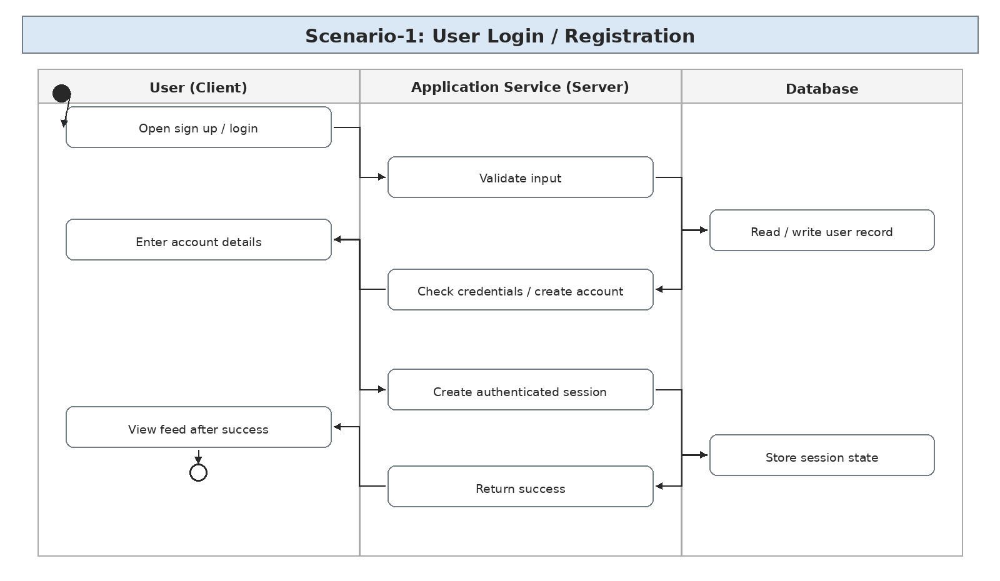 Scenario-1: User Login / Registration
User (Client)
Application Service (Server)
Database
Open sign up / login
Validate input
Enter account details
Read / write user record
Check credentials / create account
Create authenticated session
View feed after success
Store session state
Return success